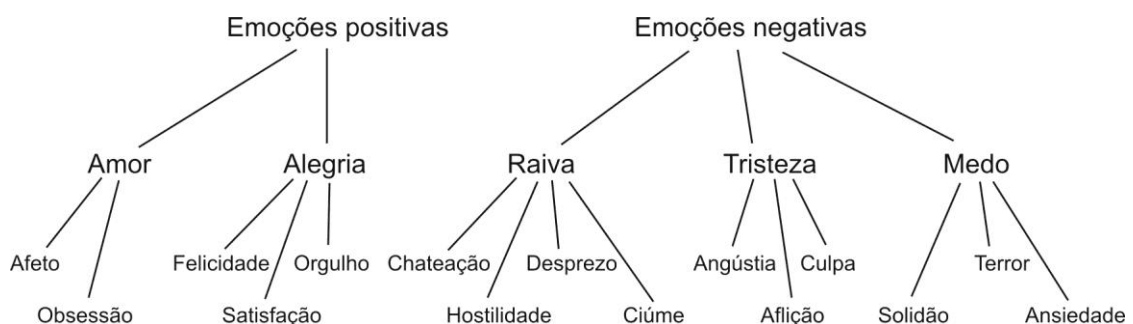 Emoções positivas
Emoções negativas
Amor
Alegria
Raiva
Tristeza
Medo
Afeto
Felicidade
Orgulho
Chateação
Desprezo
Angústia
Culpa
Terror
Obsessão
Satisfação
Hostilidade
Ciúme
Aflição
Solidão
Ansiedade